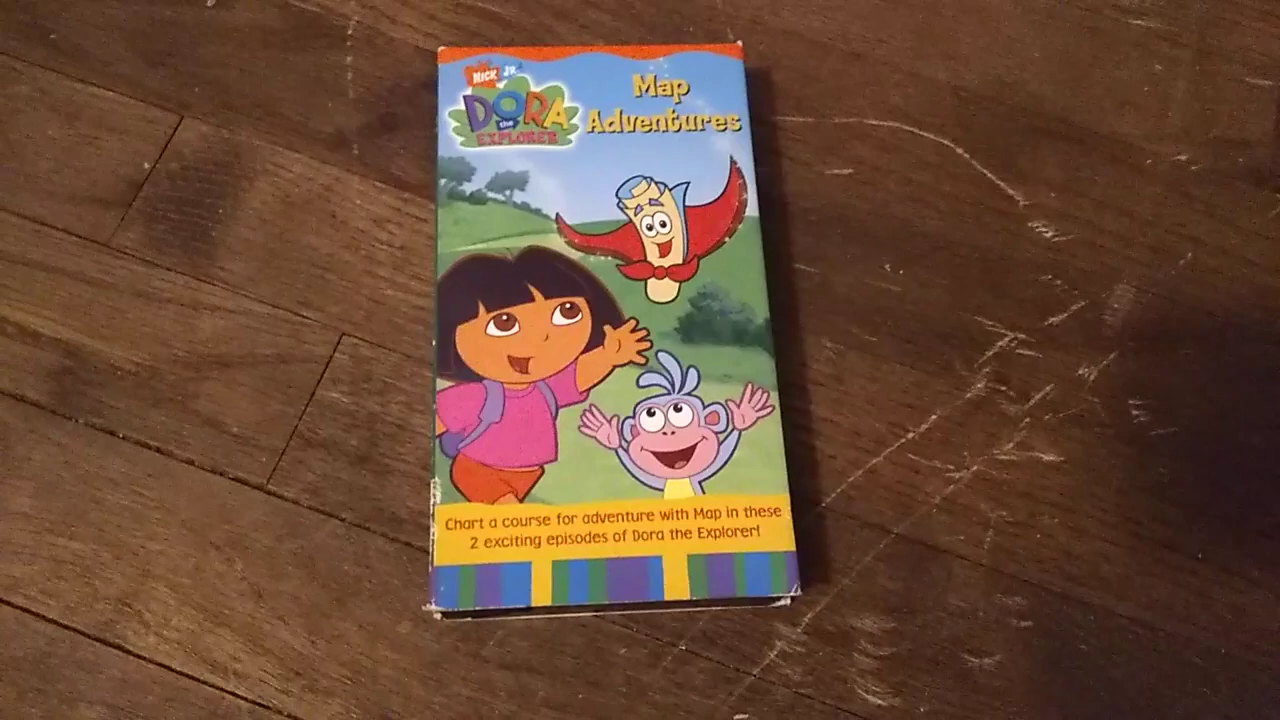 NICK JR.
DORA
the
EXPLORER
Map
Adventures
Chart a course for adventure with Map in these
2 exciting episodes of Dora the Explorer!